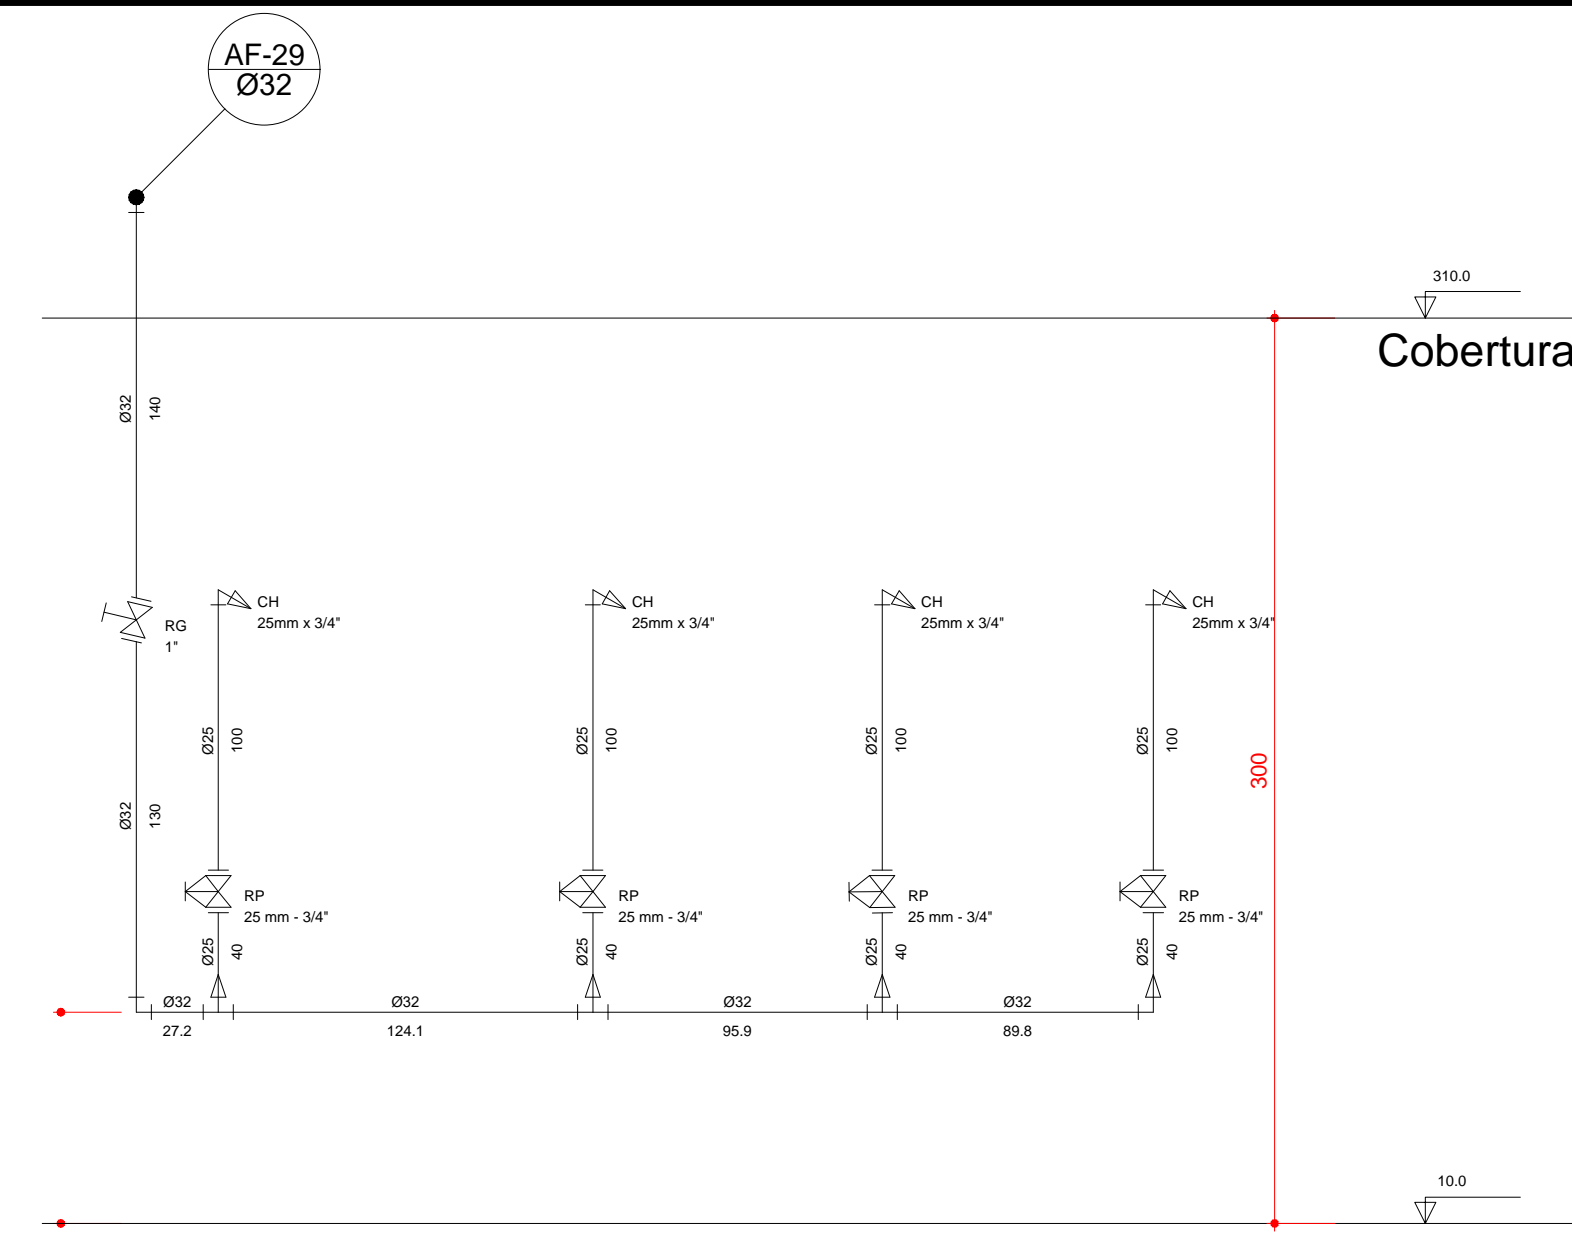 AF-29
Ø32
310.0
Cobertura
Ø32
140
CH
25mm x 3/4"
CH
25mm x 3/4"
CH
25mm x 3/4"
CH
25mm x 3/4"
RG
1"
Ø25
100
Ø25
100
Ø25
100
Ø25
100
300
Ø32
130
RP
25 mm - 3/4"
RP
25 mm - 3/4"
RP
25 mm - 3/4"
RP
25 mm - 3/4"
Ø25
40
Ø25
40
Ø25
40
Ø25
40
Ø32
Ø32
Ø32
Ø32
27.2
124.1
95.9
89.8
10.0